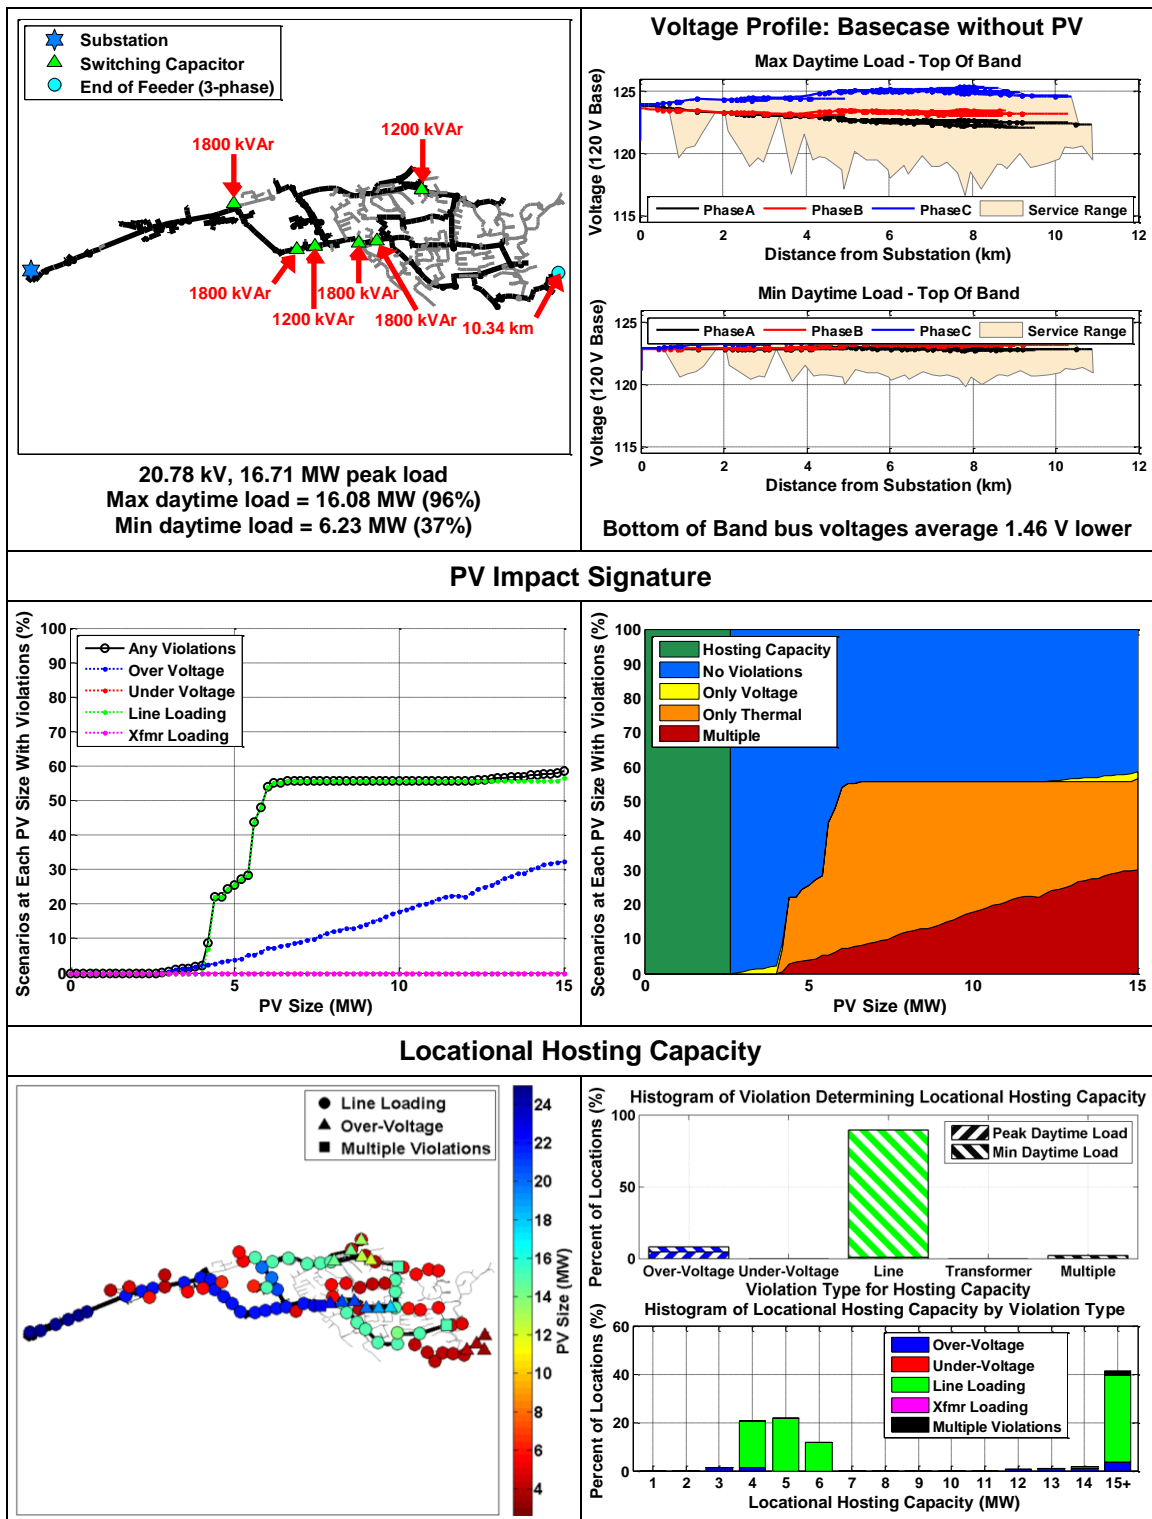 Substation
Switching Capacitor
End of Feeder (3-phase)
1800 kVAr
1200 kVAr
1800 kVAr
1200 kVAr
1800 kVAr
1800 kVAr
10.34 km
20.78 kV, 16.71 MW peak load
Max daytime load = 16.08 MW (96%)
Min daytime load = 6.23 MW (37%)
Voltage Profile: Basecase without PV
Max Daytime Load - Top Of Band
Voltage (120 V Base)
125
120
115
PhaseA PhaseB PhaseC Service Range
0 2 4 6 8 10 12
Distance from Substation (km)
Min Daytime Load - Top Of Band
Voltage (120 V Base)
125
120
115
PhaseA PhaseB PhaseC Service Range
0 2 4 6 8 10 12
Distance from Substation (km)
Bottom of Band bus voltages average 1.46 V lower
PV Impact Signature
Scenarios at Each PV Size With Violations (%)
100
90
80
70
60
50
40
30
20
10
0
Any Violations
Over Voltage
Under Voltage
Line Loading
Xfmr Loading
0 5 10 15
PV Size (MW)
Scenarios at Each PV Size With Violations (%)
100
90
80
70
60
50
40
30
20
10
0
Hosting Capacity
No Violations
Only Voltage
Only Thermal
Multiple
0 5 10 15
PV Size (MW)
Locational Hosting Capacity
Line Loading
Over-Voltage
Multiple Violations
24
22
20
18
16
14
12
10
8
6
4
PV Size (MW)
Histogram of Violation Determining Locational Hosting Capacity
Percent of Locations (%)
100
50
0
Peak Daytime Load
Min Daytime Load
Over-Voltage Under-Voltage Line Transformer Multiple
Violation Type for Hosting Capacity
Histogram of Locational Hosting Capacity by Violation Type
Percent of Locations (%)
60
40
20
0
Over-Voltage
Under-Voltage
Line Loading
Xfmr Loading
Multiple Violations
1 2 3 4 5 6 7 8 9 10 11 12 13 14 15+
Locational Hosting Capacity (MW)